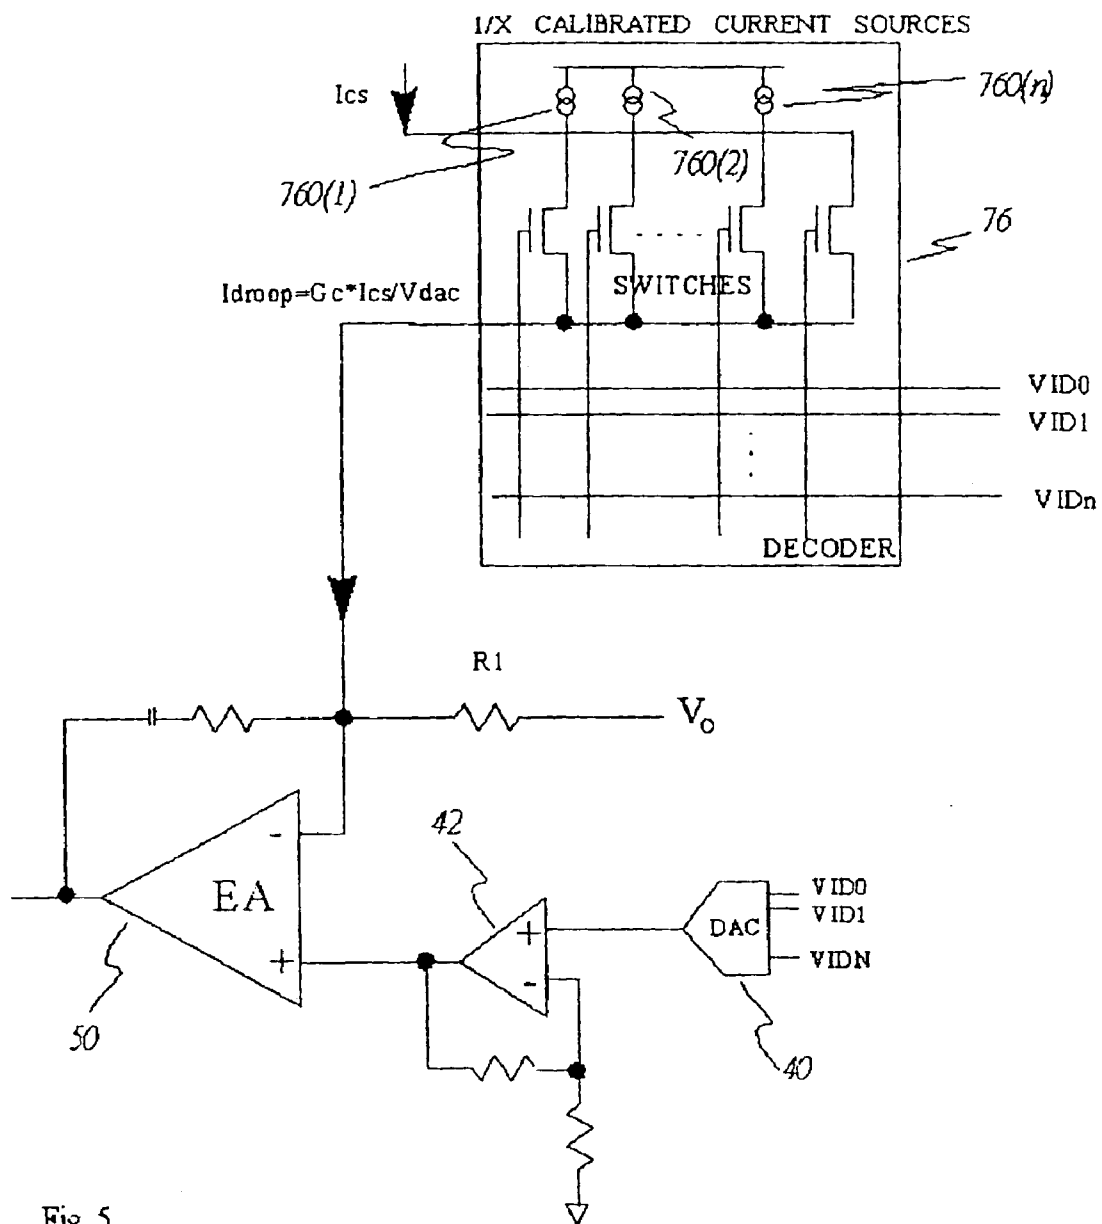 1/X CALIBRATED CURRENT SOURCES
Ics
760(n)
760(1)
760(2)
76
SWITCHES
Idroop=Gc*Ics/Vdac
VID0
VID1
VIDn
DECODER
R1
Vo
-
EA
+
50
42
+
-
DAC
VID0
VID1
VIDN
40
Fig. 5